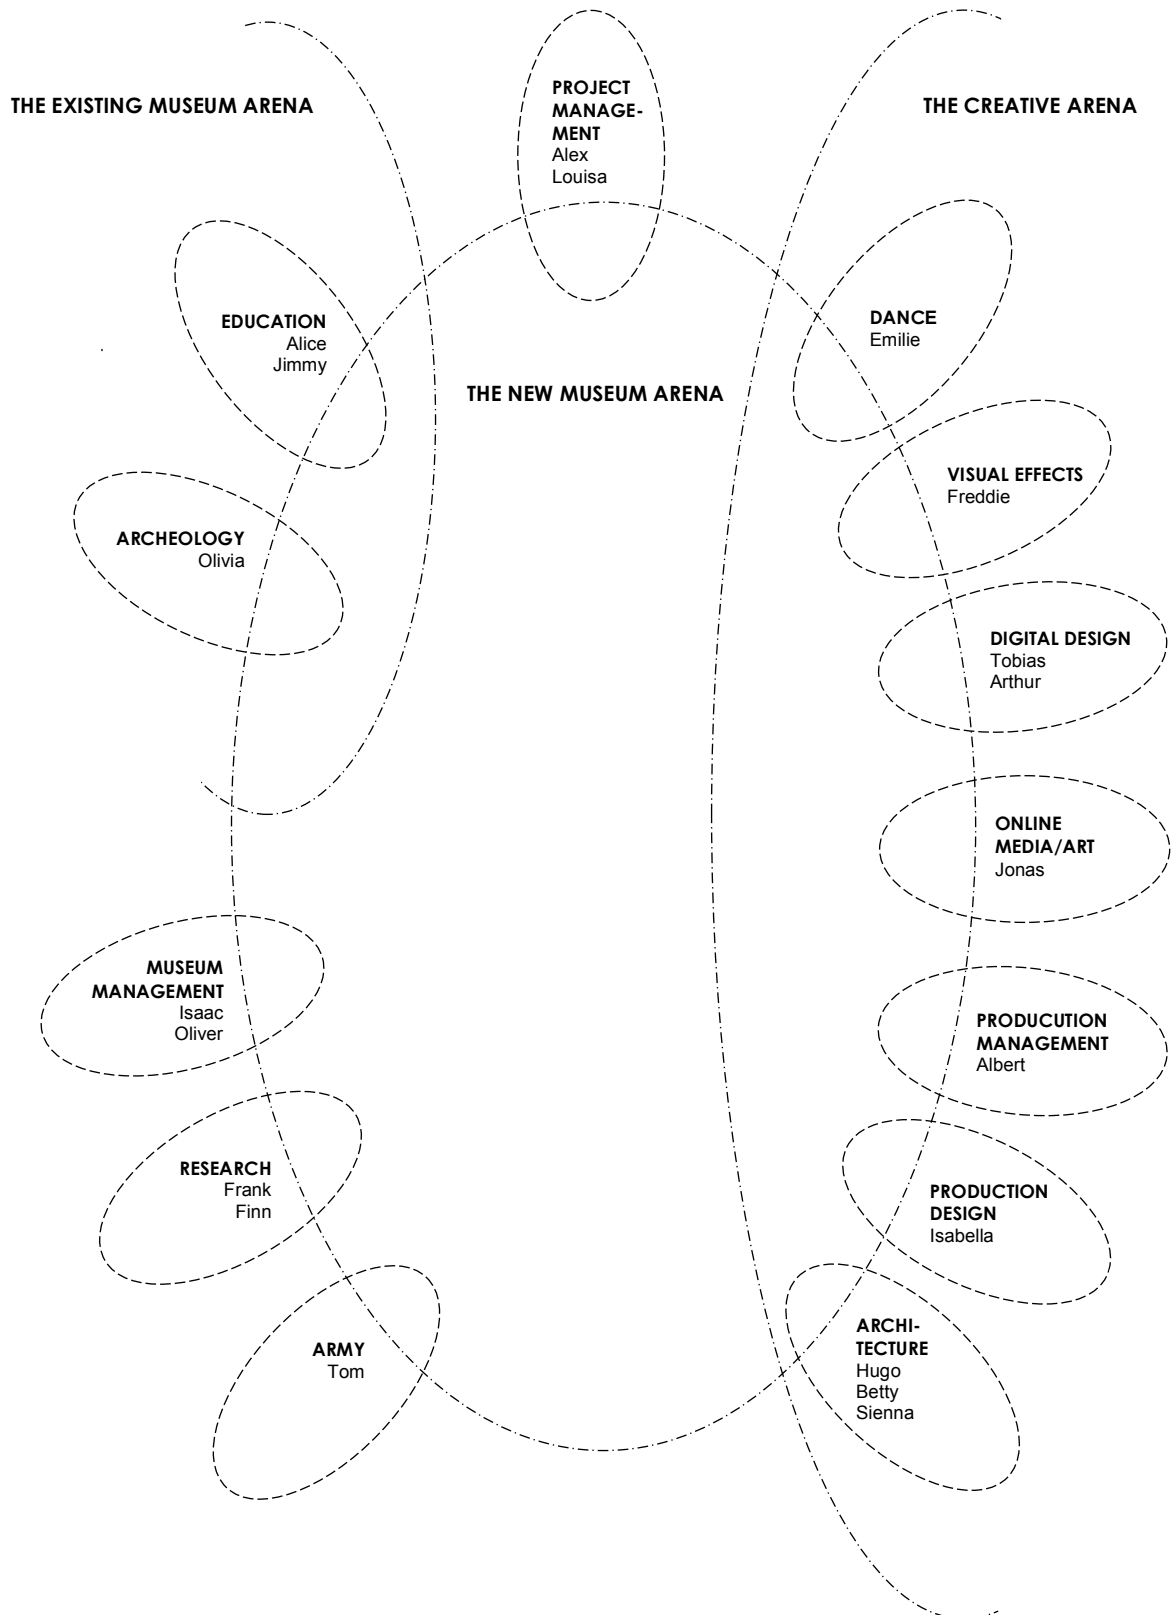 THE EXISTING MUSEUM ARENA
PROJECT
MANAGE-
MENT
Alex
Louisa
THE CREATIVE ARENA
EDUCATION
Alice
Jimmy
DANCE
Emilie
THE NEW MUSEUM ARENA
VISUAL EFFECTS
Freddie
ARCHEOLOGY
Olivia
DIGITAL DESIGN
Tobias
Arthur
ONLINE
MEDIA/ART
Jonas
MUSEUM
MANAGEMENT
Isaac
Oliver
PRODUCUTION
MANAGEMENT
Albert
RESEARCH
Frank
Finn
PRODUCTION
DESIGN
Isabella
ARMY
Tom
ARCHI-
TECTURE
Hugo
Betty
Sienna